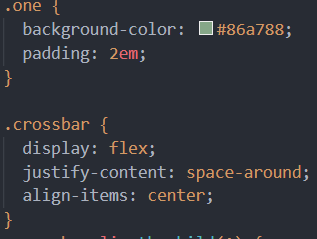 .one {
background-color: #86a788;
padding: 2em;
}
.crossbar {
display: flex;
justify-content: space-around;
align-items: center;
}